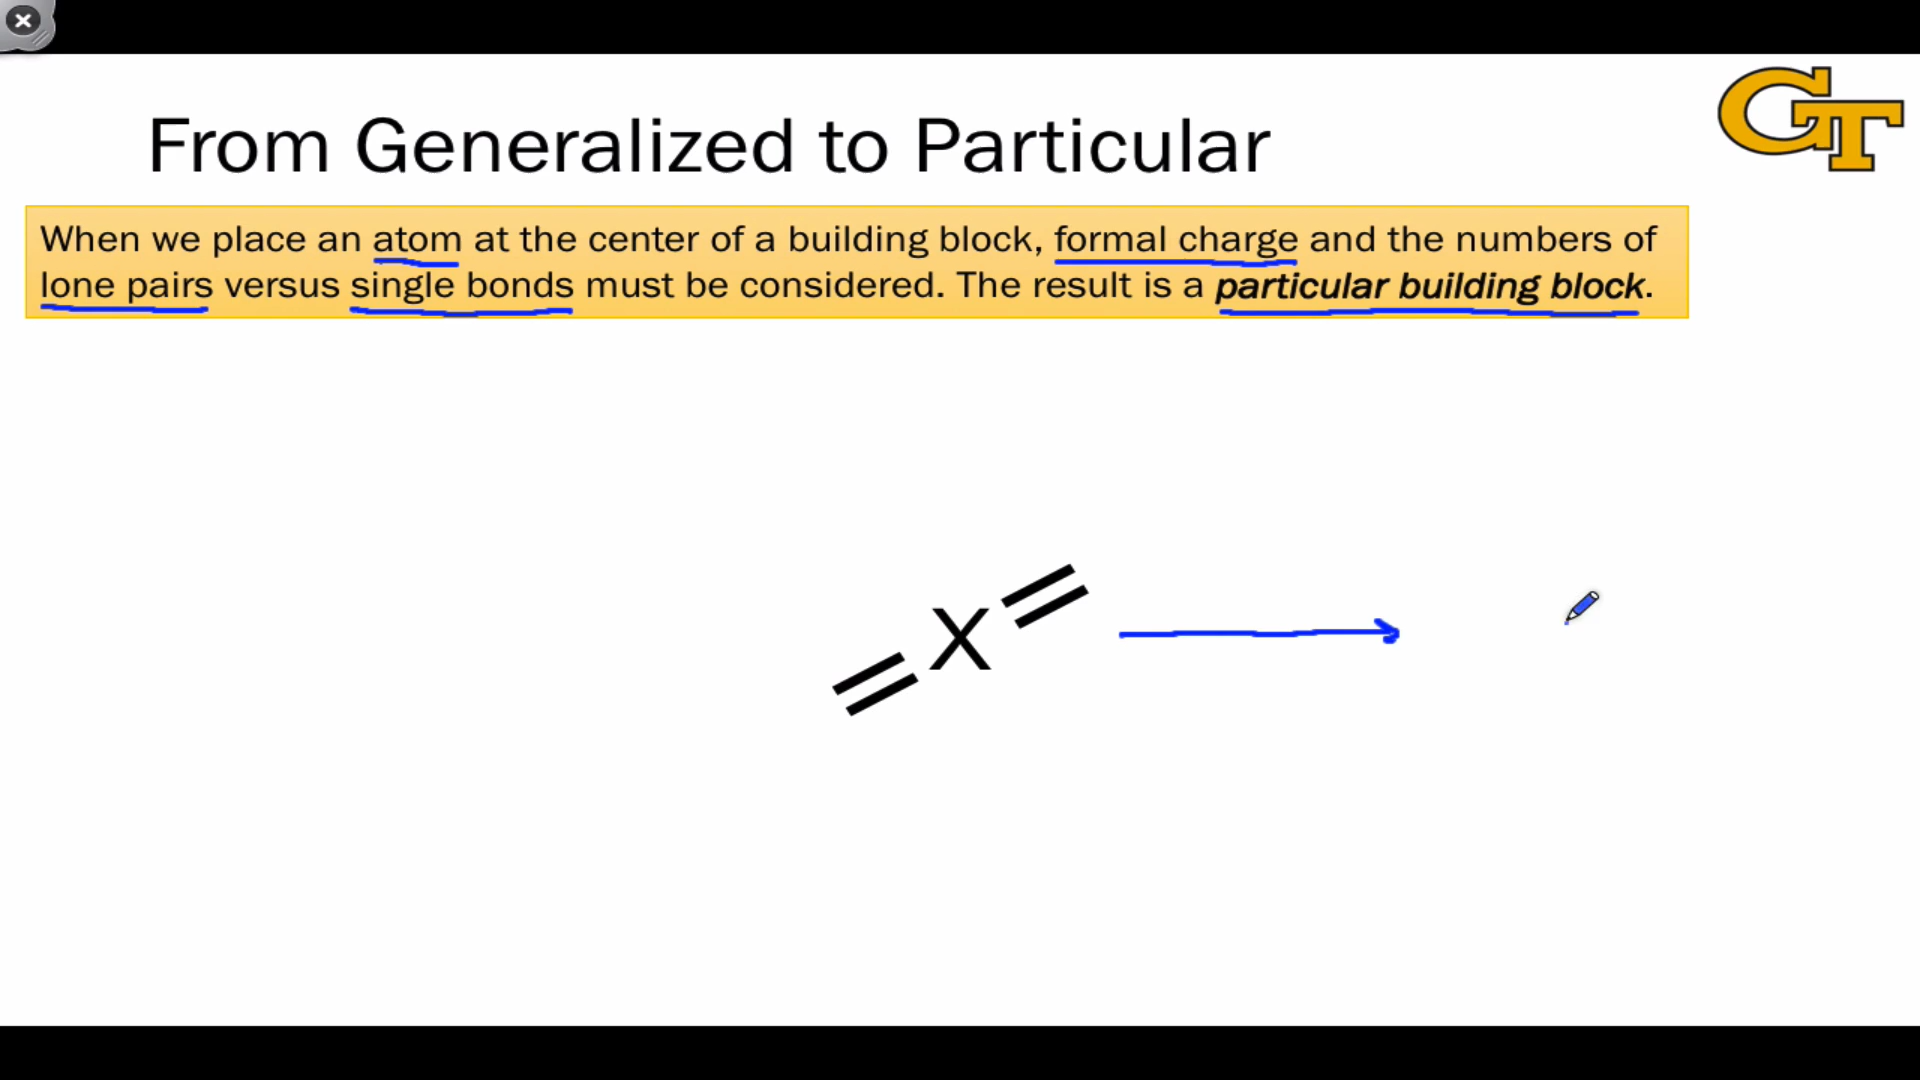 GT
From Generalized to Particular
When we place an atom at the center of a building block, formal charge and the numbers of
lone pairs versus single bonds must be considered. The result is a particular building block.
X